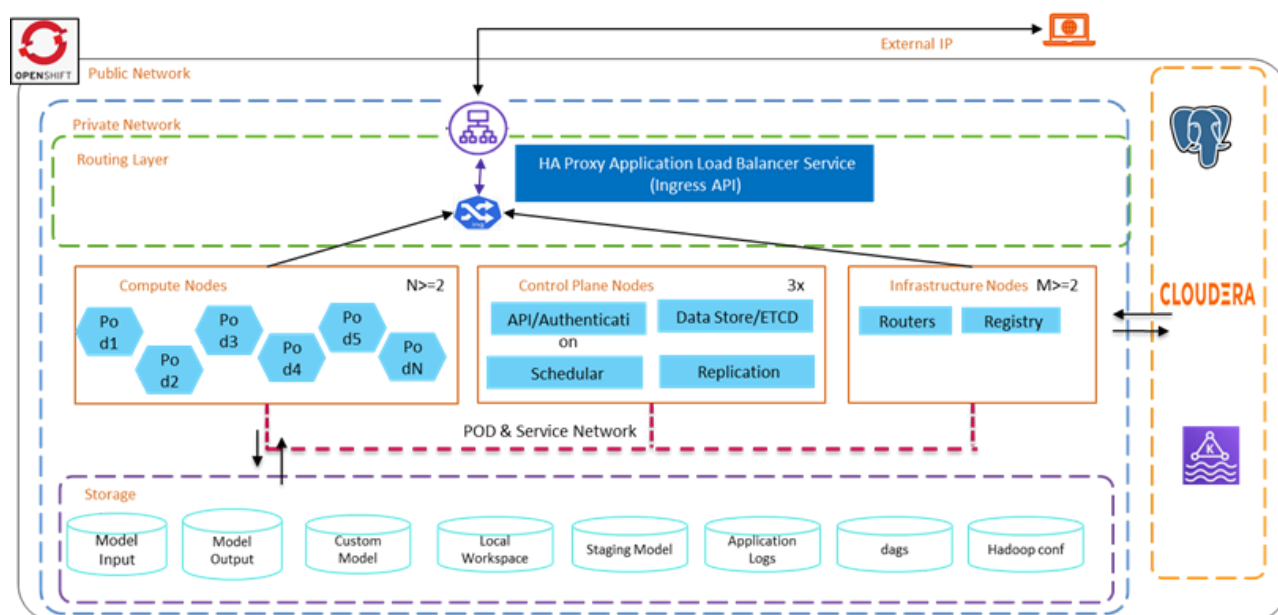 External IP
OPENSHIFT
Public Network
Private Network
Routing Layer
HA Proxy Application Load Balancer Service
(Ingress API)
Compute Nodes
N>=2
Po
d1
Po
d2
Po
d3
Po
d4
Po
d5
Po
dN
Control Plane Nodes
3x
API/Authenticati
on
Data Store/ETCD
Schedular
Replication
Infrastructure Nodes
M>=2
Routers
Registry
CLOUDERA
K
POD & Service Network
Storage
Model
Input
Model
Output
Custom
Model
Local
Workspace
Staging Model
Application
Logs
dags
Hadoop conf